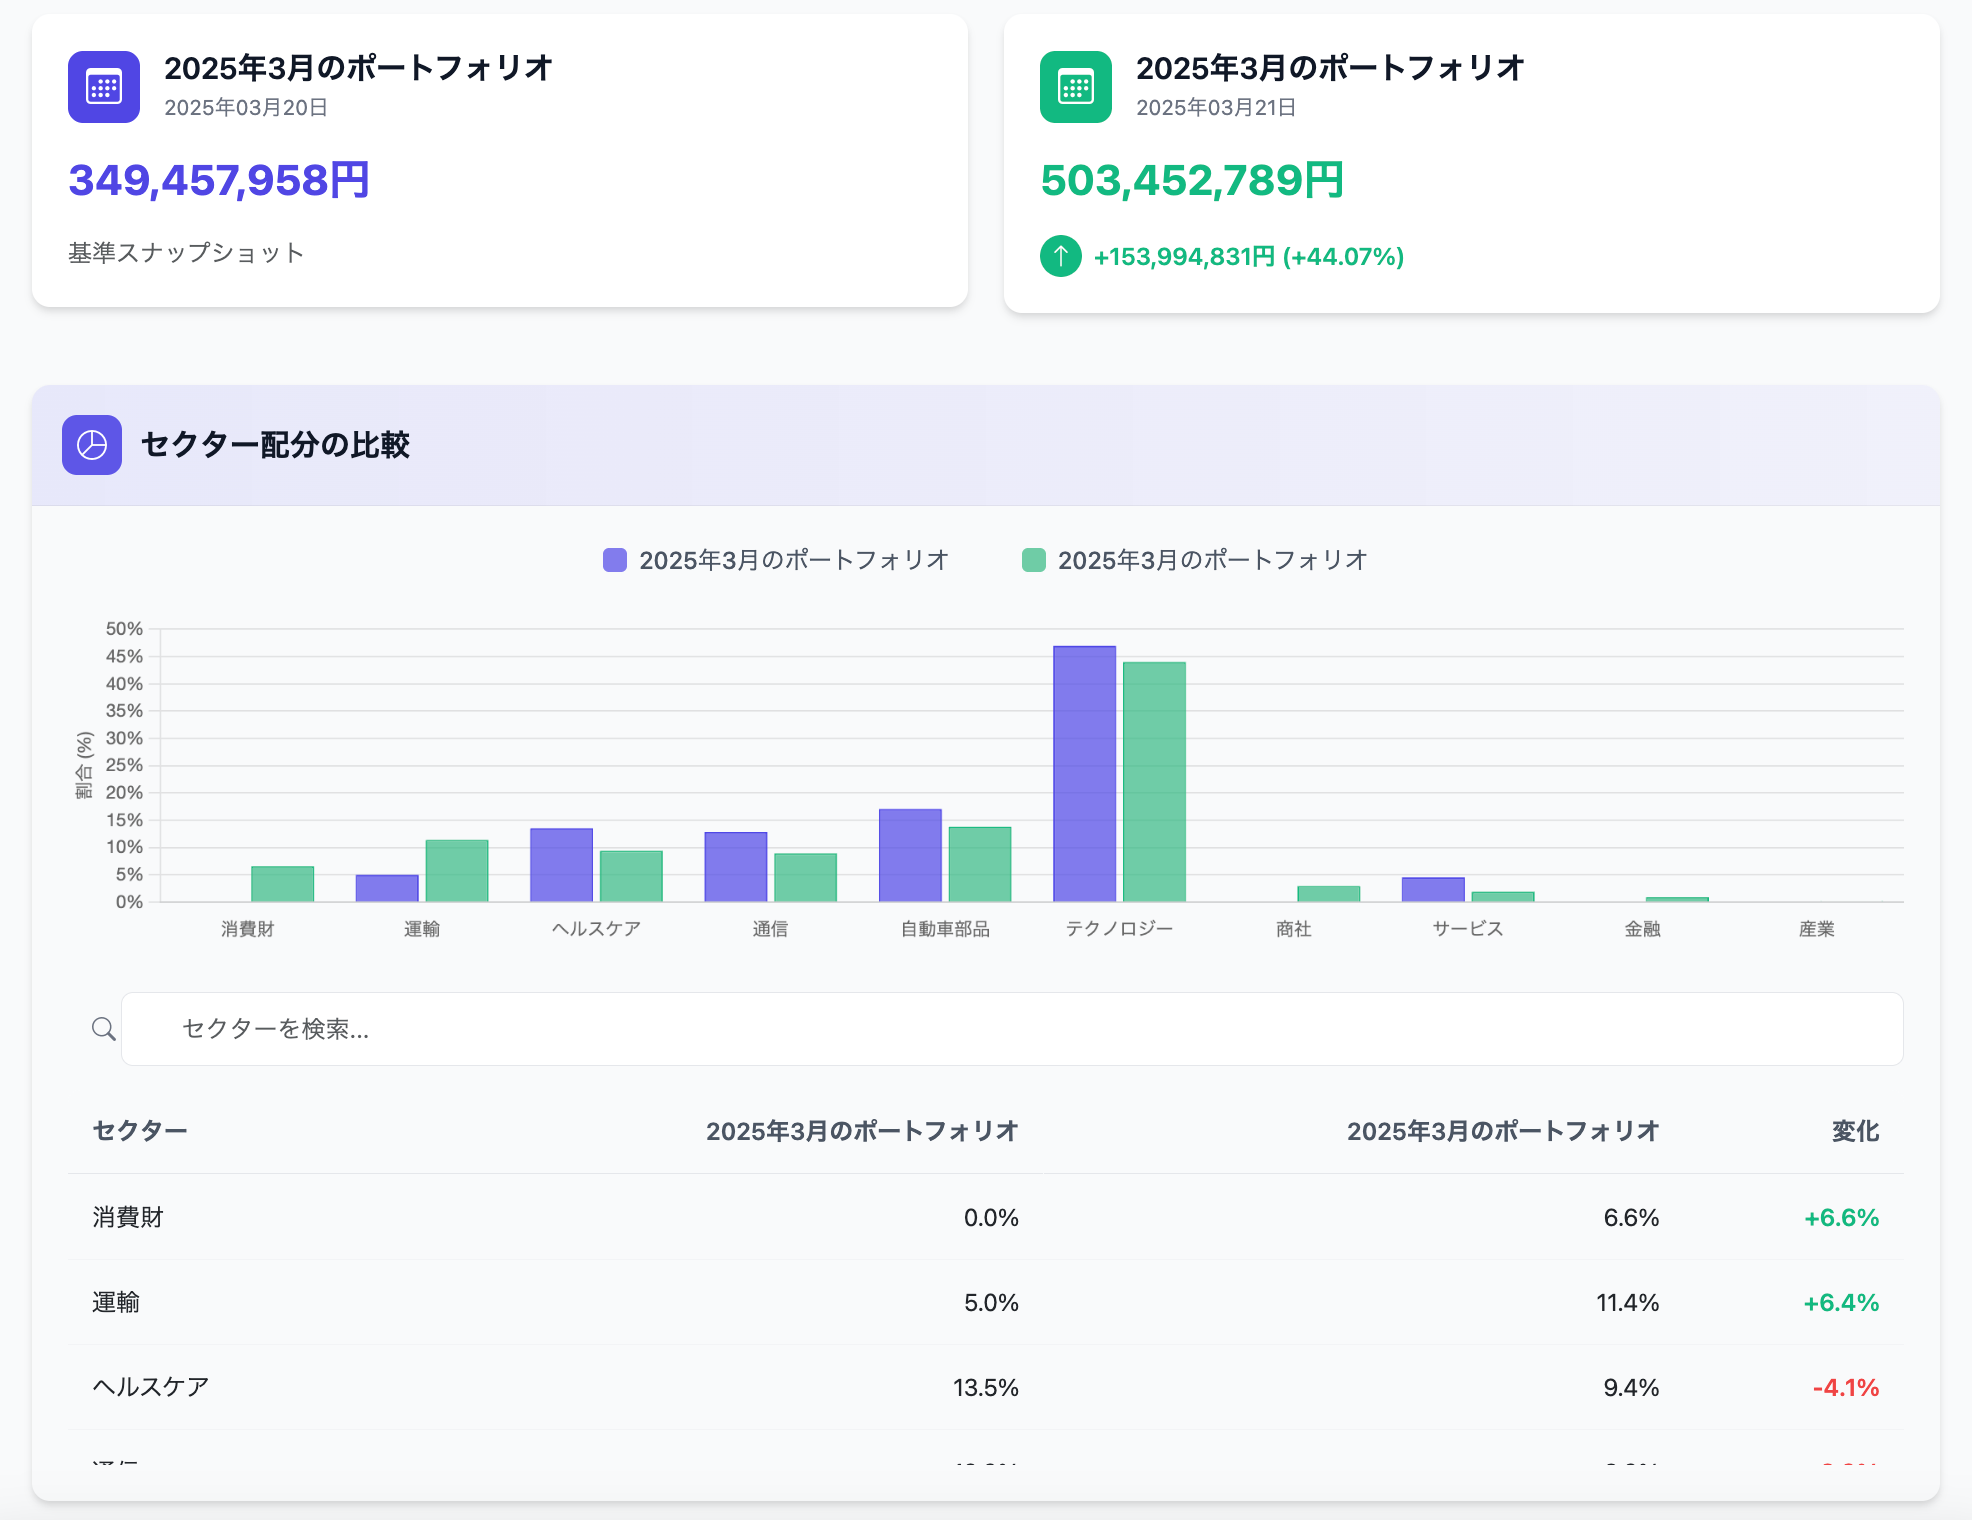 2025年3月のポートフォリオ
2025年03月20日
349,457,958円
基準スナップショット
2025年3月のポートフォリオ
2025年03月21日
503,452,789円
+153,994,831円 (+44.07%)
セクター配分の比較
2025年3月のポートフォリオ 2025年3月のポートフォリオ
割合 (%)
50%
45%
40%
35%
30%
25%
20%
15%
10%
5%
0%
消費財 運輸 ヘルスケア 通信 自動車部品 テクノロジー 商社 サービス 金融 産業
セクターを検索...
セクター 2025年3月のポートフォリオ 2025年3月のポートフォリオ 変化
消費財 0.0% 6.6% +6.6%
運輸 5.0% 11.4% +6.4%
ヘルスケア 13.5% 9.4% -4.1%